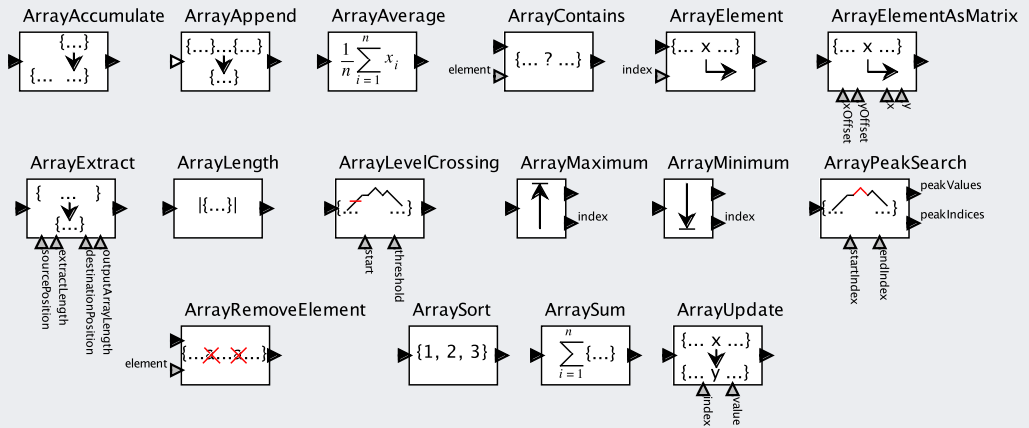 ArrayAccumulate
{...}
{... ...}
ArrayAppend
{...}...{...}
{...}
ArrayAverage
1/n n ∑ i = 1 x i
ArrayContains
{... ? ...}
element
ArrayElement
{... x ...}
index
ArrayElementAsMatrix
{... x ...}
xOffset
yOffset
x
y
ArrayExtract
{ ... }
{...}
sourcePosition
extractLength
destinationPosition
outputArrayLength
ArrayLength
|{...}|
ArrayLevelCrossing
{... ...}
start
threshold
ArrayMaximum
index
ArrayMinimum
index
ArrayPeakSearch
{... ...}
peakValues
peakIndices
startIndex
endIndex
ArrayRemoveElement
{...a...a...}
element
ArraySort
{1, 2, 3}
ArraySum
n ∑ i = 1 {...}
ArrayUpdate
{... x ...}
{... y ...}
index
value